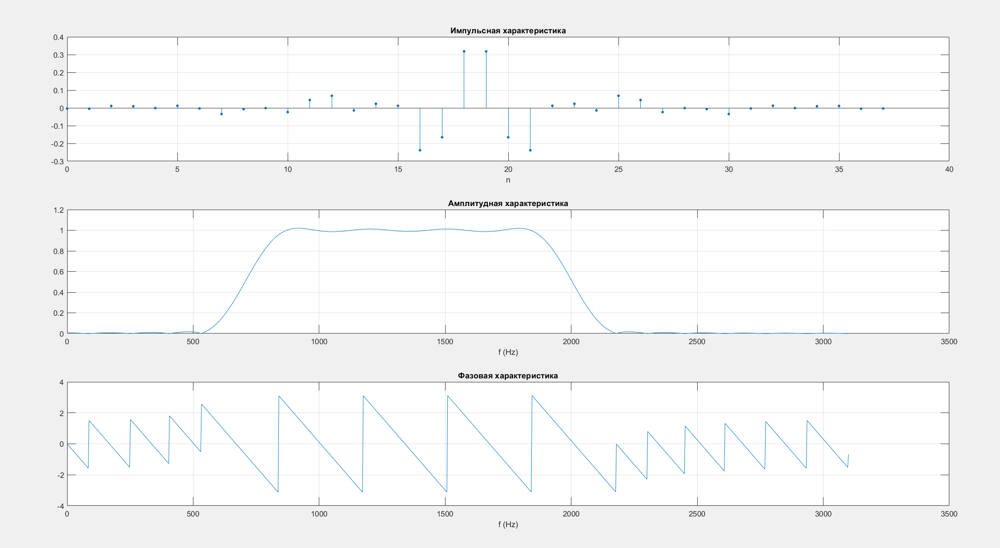 Импульсная характеристика
0.4
0.3
0.2
0.1
0
-0.1
-0.2
-0.3
0 5 10 15 20 25 30 35 40
n
Амплитудная характеристика
1.2
1
0.8
0.6
0.4
0.2
0
0 500 1000 1500 2000 2500 3000 3500
f (Hz)
Фазовая характеристика
4
2
0
-2
-4
0 500 1000 1500 2000 2500 3000 3500
f (Hz)